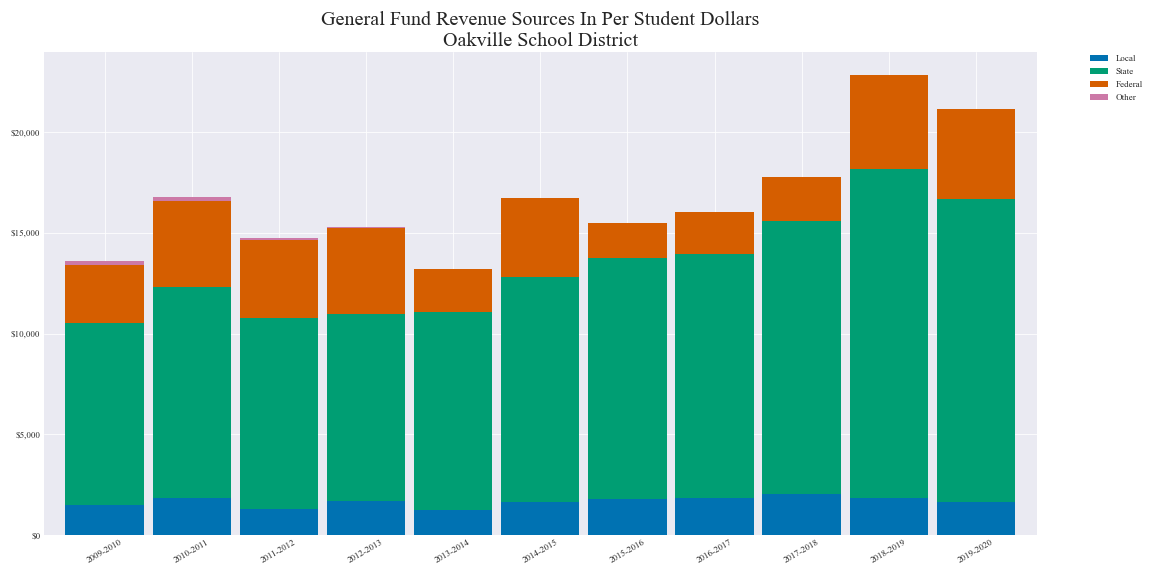 General Fund Revenue Sources In Per Student Dollars
Oakville School District
Local
State
Federal
Other
$20,000
$15,000
$10,000
$5,000
$0
2009-2010
2010-2011
2011-2012
2012-2013
2013-2014
2014-2015
2015-2016
2016-2017
2017-2018
2018-2019
2019-2020